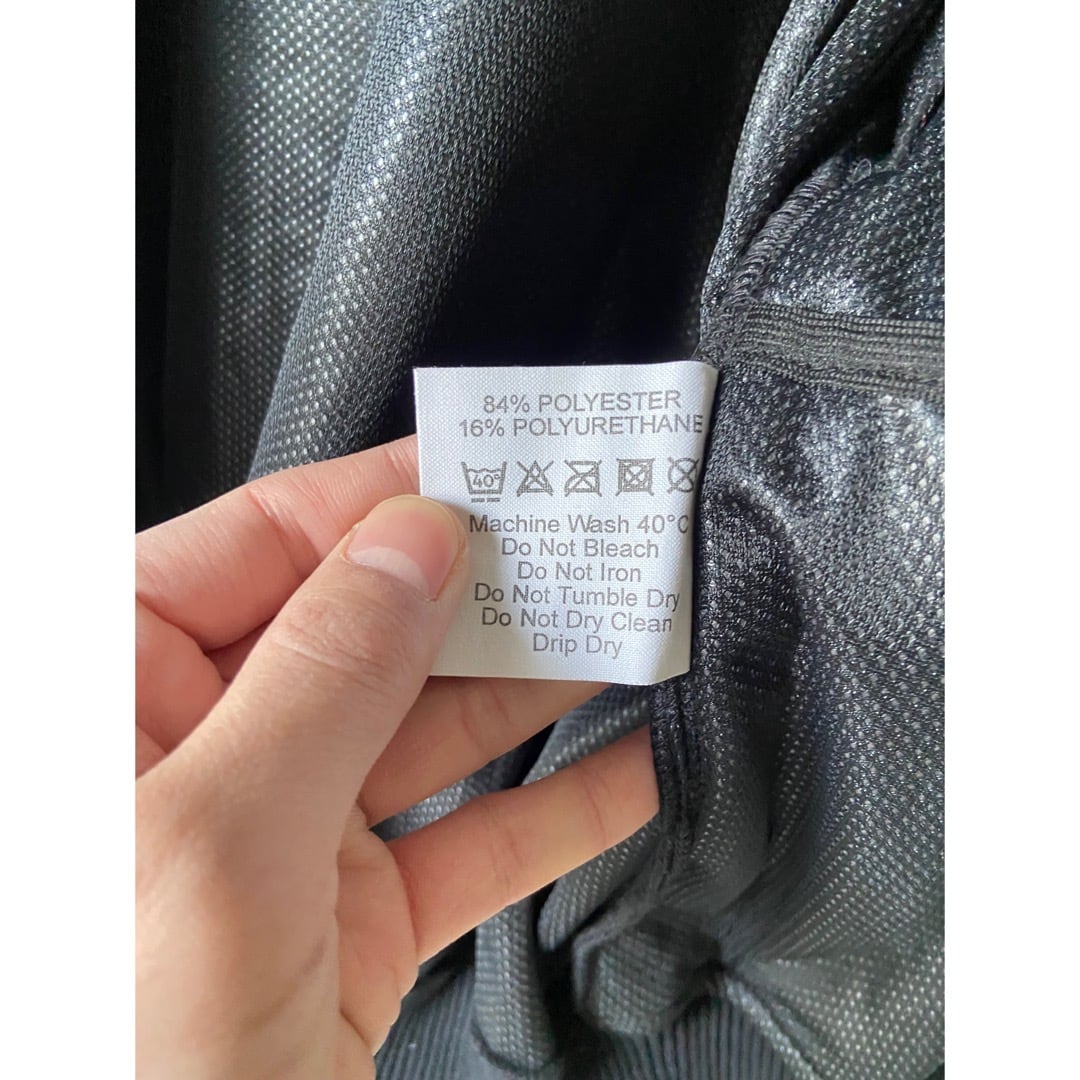 84% POLYESTER
16% POLYURETHANE
40°
Machine Wash 40°C
Do Not Bleach
Do Not Iron
Do Not Tumble Dry
Do Not Dry Clean
Drip Dry